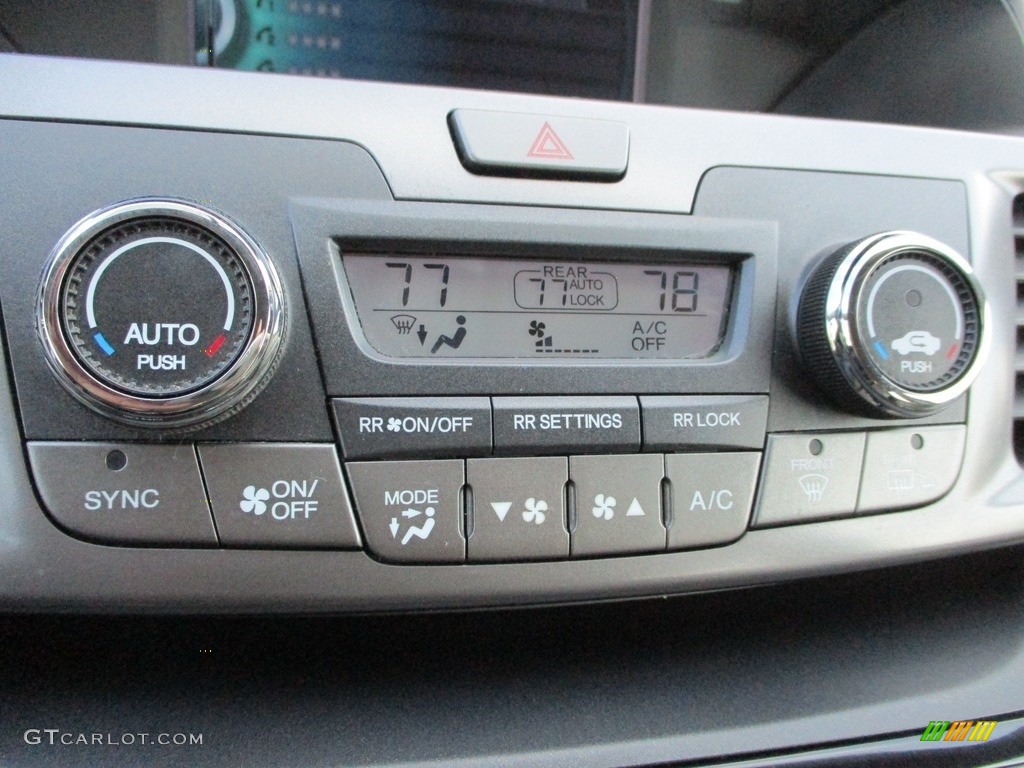 77
REAR
77 AUTO LOCK
78
A/C
OFF
AUTO
PUSH
PUSH
RR ON/OFF
RR SETTINGS
RR LOCK
SYNC
ON/
OFF
MODE
A/C
FRONT
GTCARLOT.COM